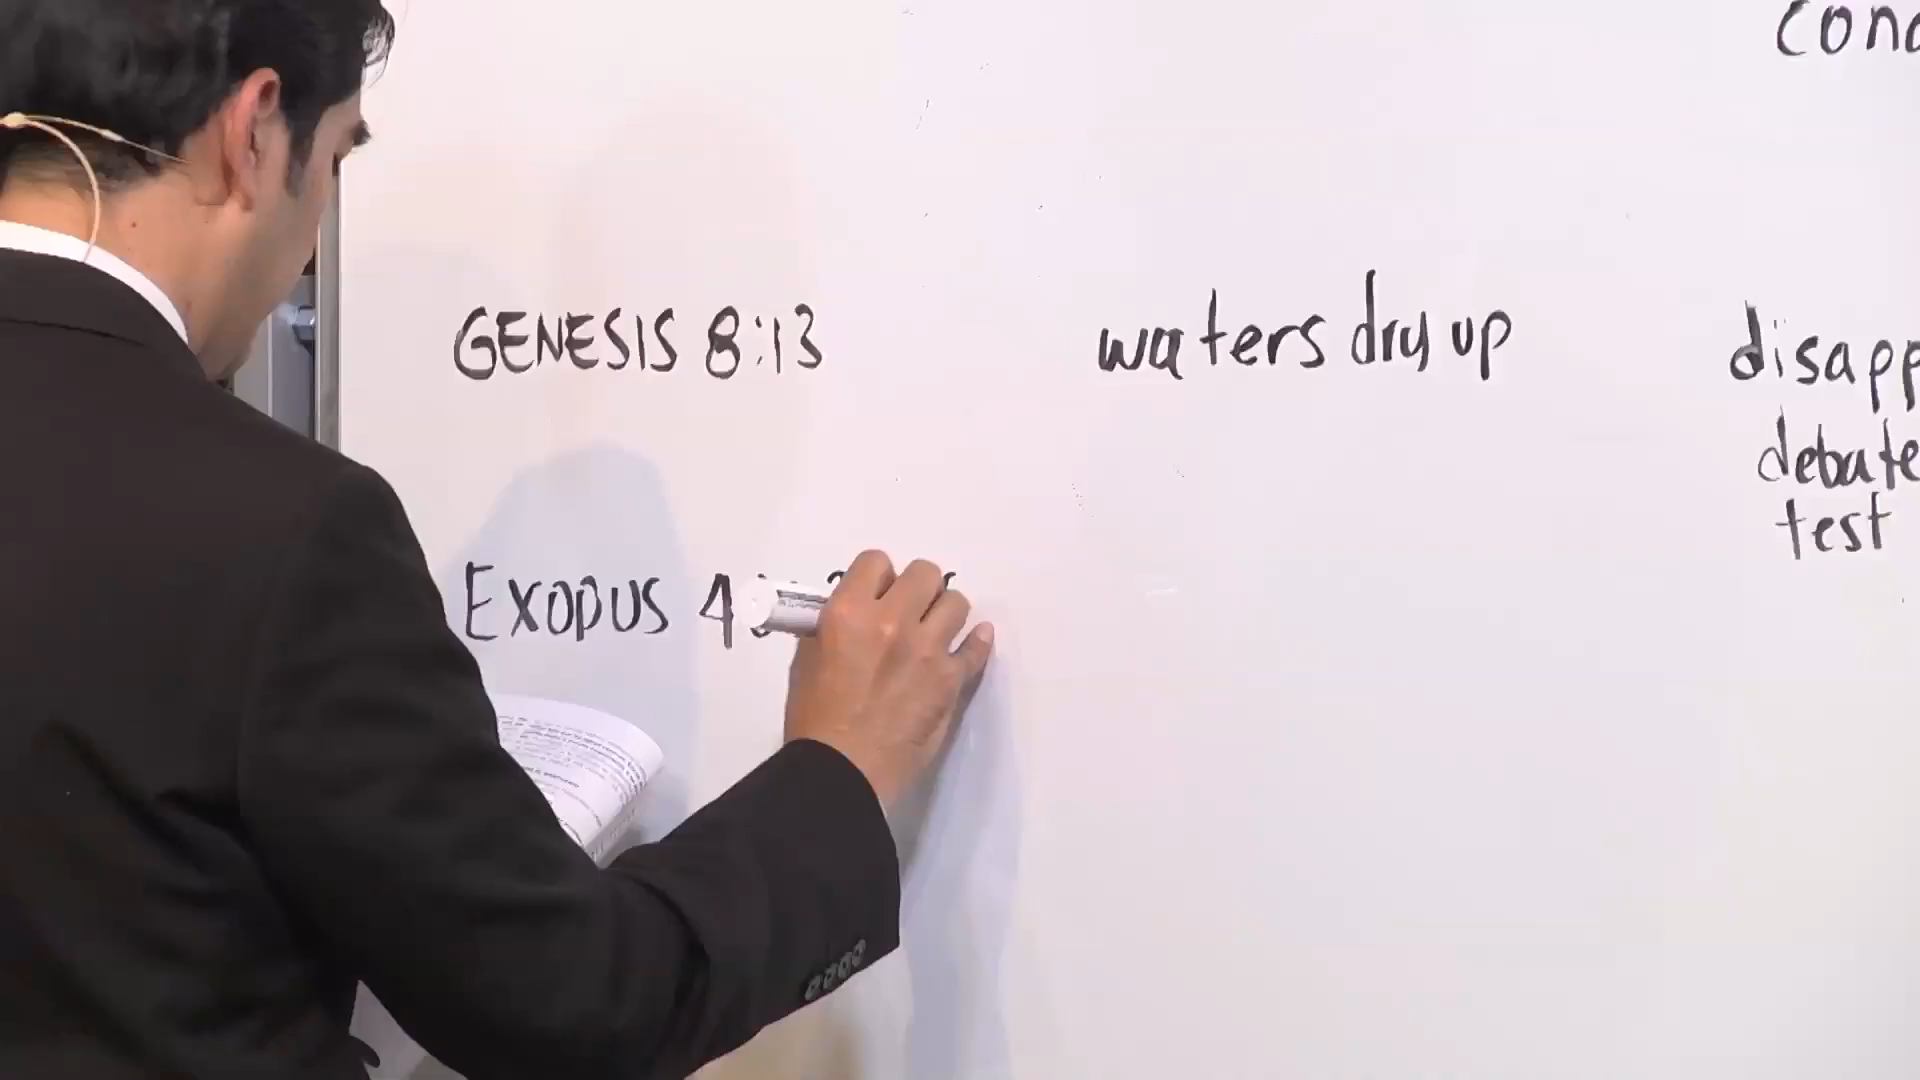 cond
GENESIS 8:13 waters dry up
disapp
debate
test
EXODUS 4